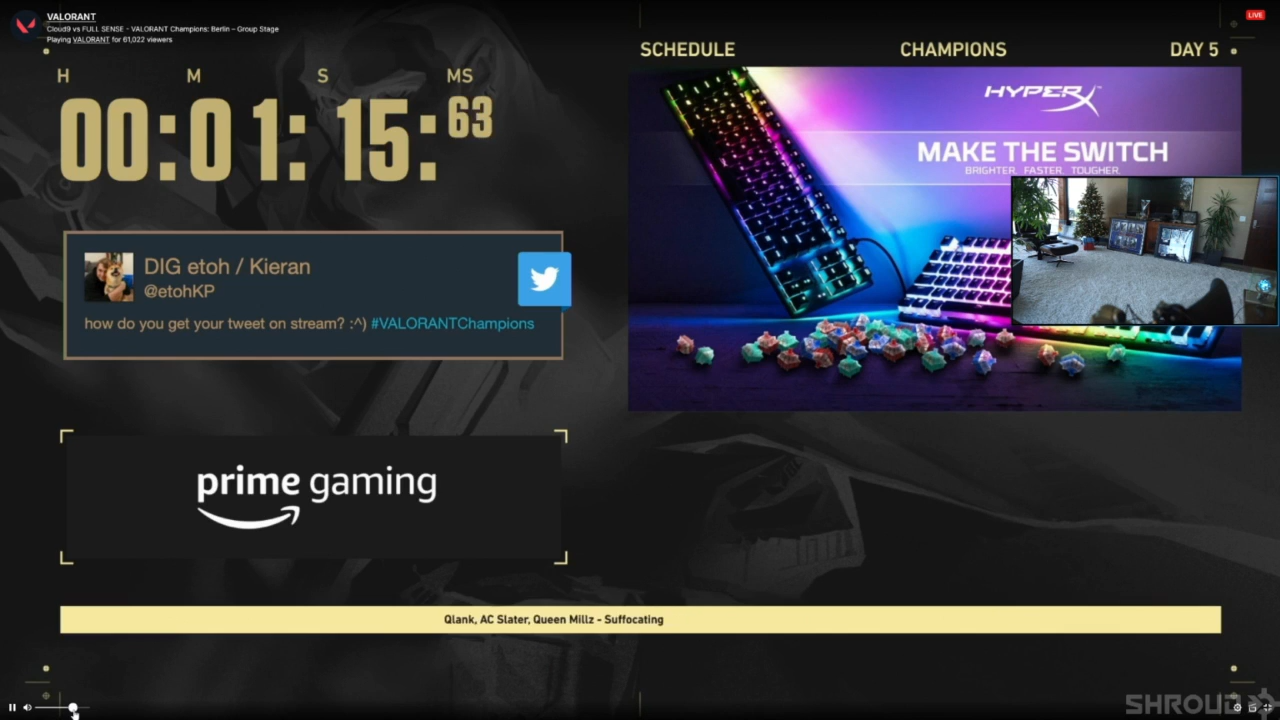 VALORANT
Cloud9 vs FULL SENSE - VALORANT Champions: Berlin – Group Stage
Playing VALORANT for 61,022 viewers
LIVE
SCHEDULE CHAMPIONS DAY 5
H M S MS
00:01:15:63
HYPERX
MAKE THE SWITCH
BRIGHTER. FASTER. TOUGHER.
DIG etoh / Kieran
@etohKP
how do you get your tweet on stream? :^) #VALORANTChampions
prime gaming
Qlank, AC Slater, Queen Millz - Suffocating
SHROUD